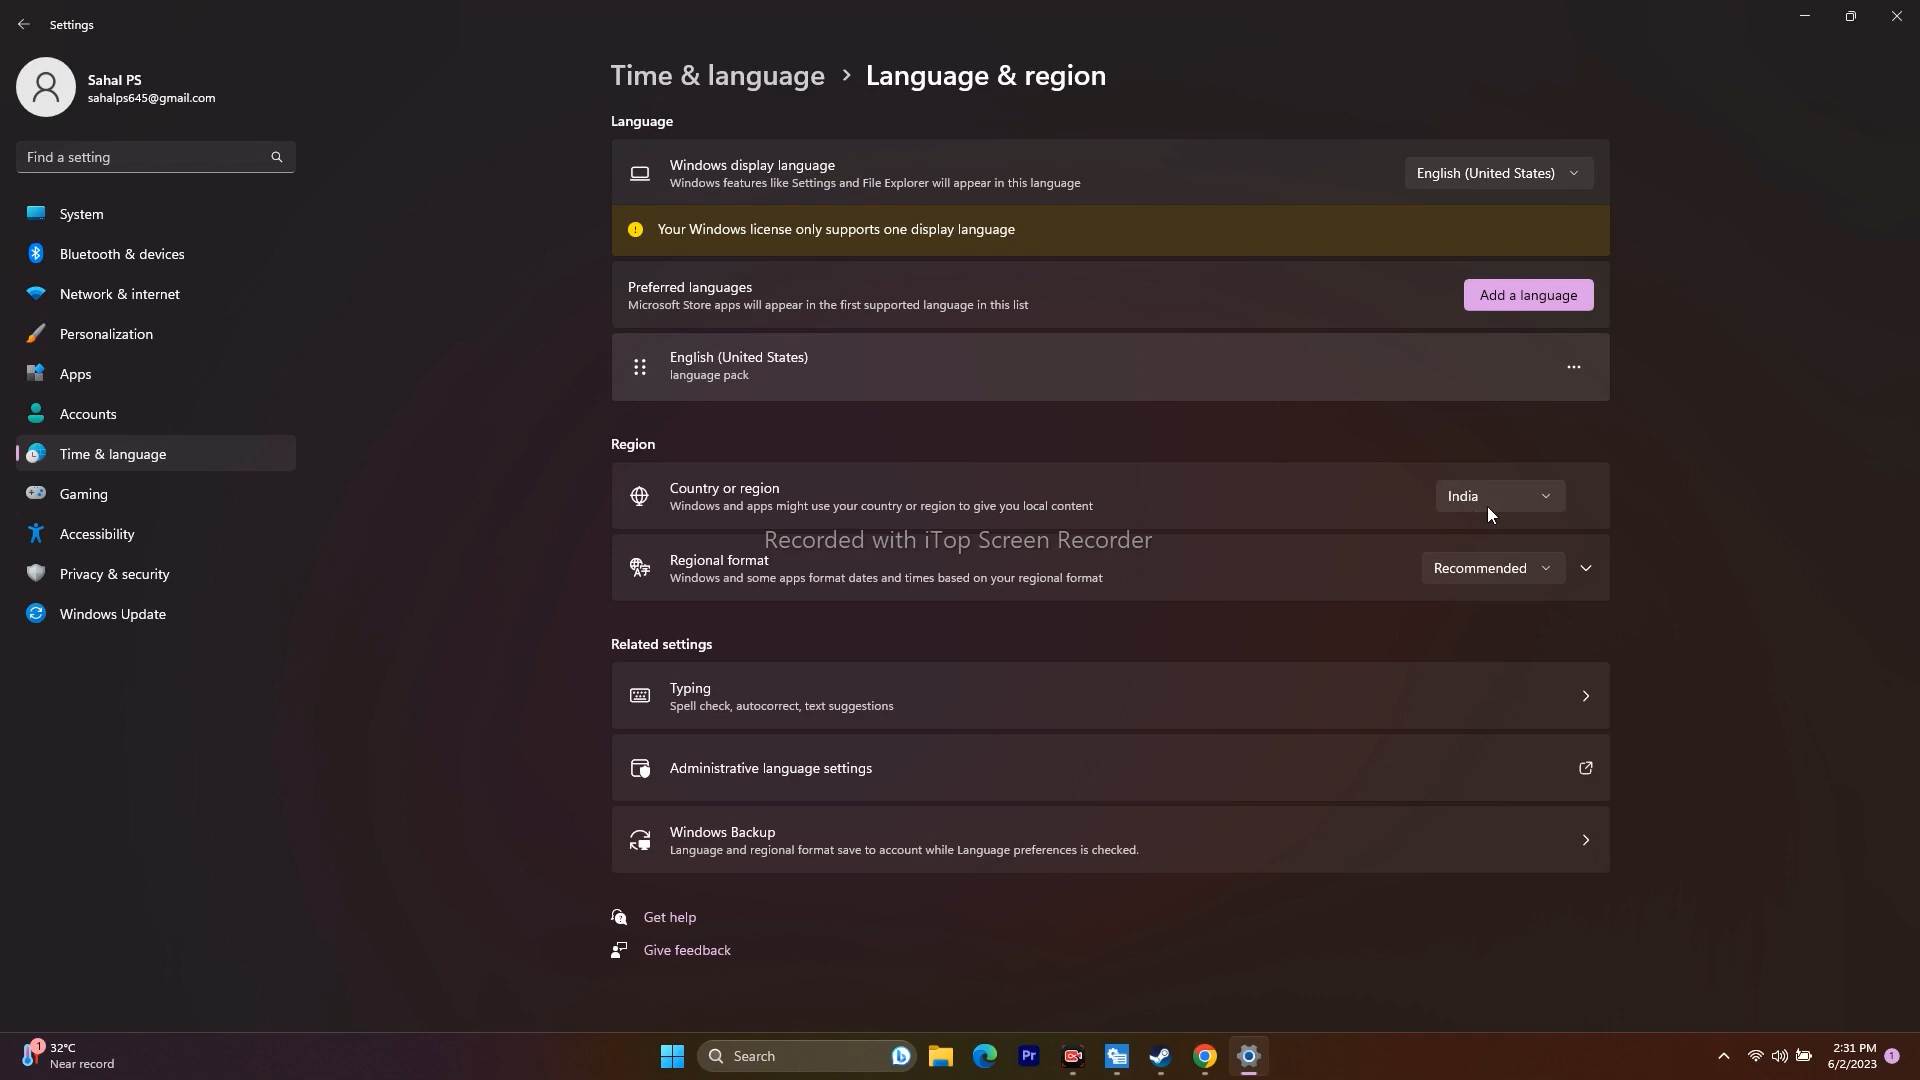 Settings
Sahal PS
sahalps645@gmail.com
Find a setting
System
Bluetooth & devices
Network & internet
Personalization
Apps
Accounts
Time & language
Gaming
Accessibility
Privacy & security
Windows Update
Time & language › Language & region
Language
Windows display language
Windows features like Settings and File Explorer will appear in this language
English (United States)
Your Windows license only supports one display language
Preferred languages
Microsoft Store apps will appear in the first supported language in this list
Add a language
English (United States)
language pack
Region
Country or region
Windows and apps might use your country or region to give you local content
India
Recorded with iTop Screen Recorder
Regional format
Windows and some apps format dates and times based on your regional format
Recommended
Related settings
Typing
Spell check, autocorrect, text suggestions
Administrative language settings
Windows Backup
Language and regional format save to account while Language preferences is checked.
Get help
Give feedback
1
32°C
Near record
Search
Pr
2:31 PM
6/2/2023
1